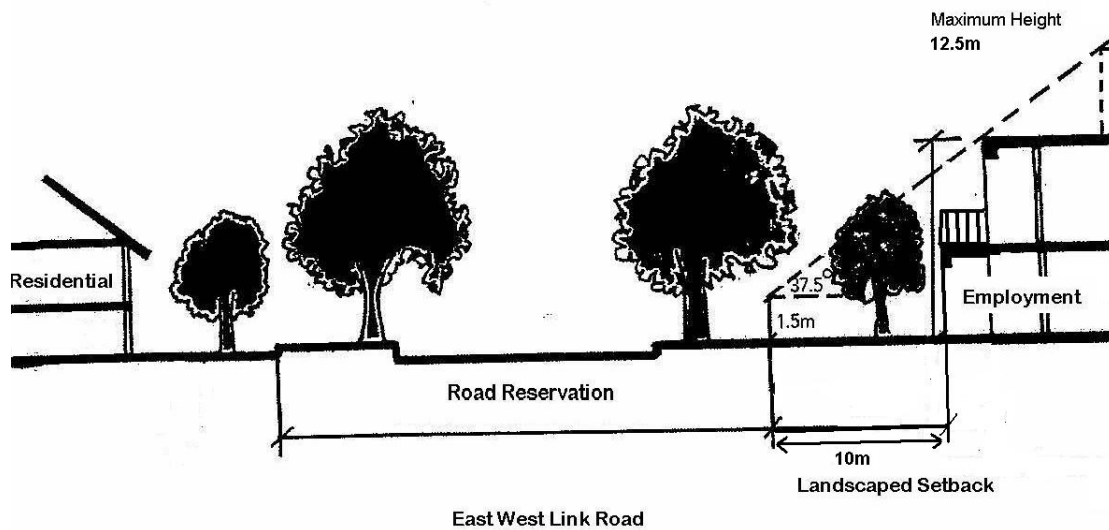 Maximum Height
12.5m
Residential
37.5°
Employment
1.5m
Road Reservation
10m
Landscaped Setback
East West Link Road